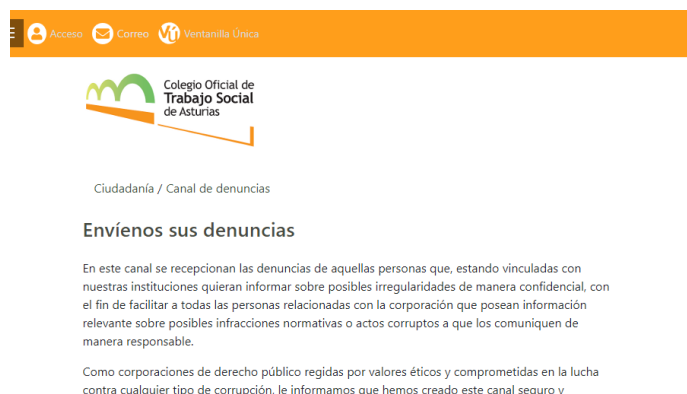 Acceso Correo Ventanilla Única
Colegio Oficial de
Trabajo Social
de Asturias
Ciudadanía / Canal de denuncias
Envíenos sus denuncias
En este canal se recepcionan las denuncias de aquellas personas que, estando vinculadas con
nuestras instituciones quieran informar sobre posibles irregularidades de manera confidencial, con
el fin de facilitar a todas las personas relacionadas con la corporación que posean información
relevante sobre posibles infracciones normativas o actos corruptos a que los comuniquen de
manera responsable.
Como corporaciones de derecho público regidas por valores éticos y comprometidas en la lucha
contra cualquier tipo de corrupción, le informamos que hemos creado este canal seguro y